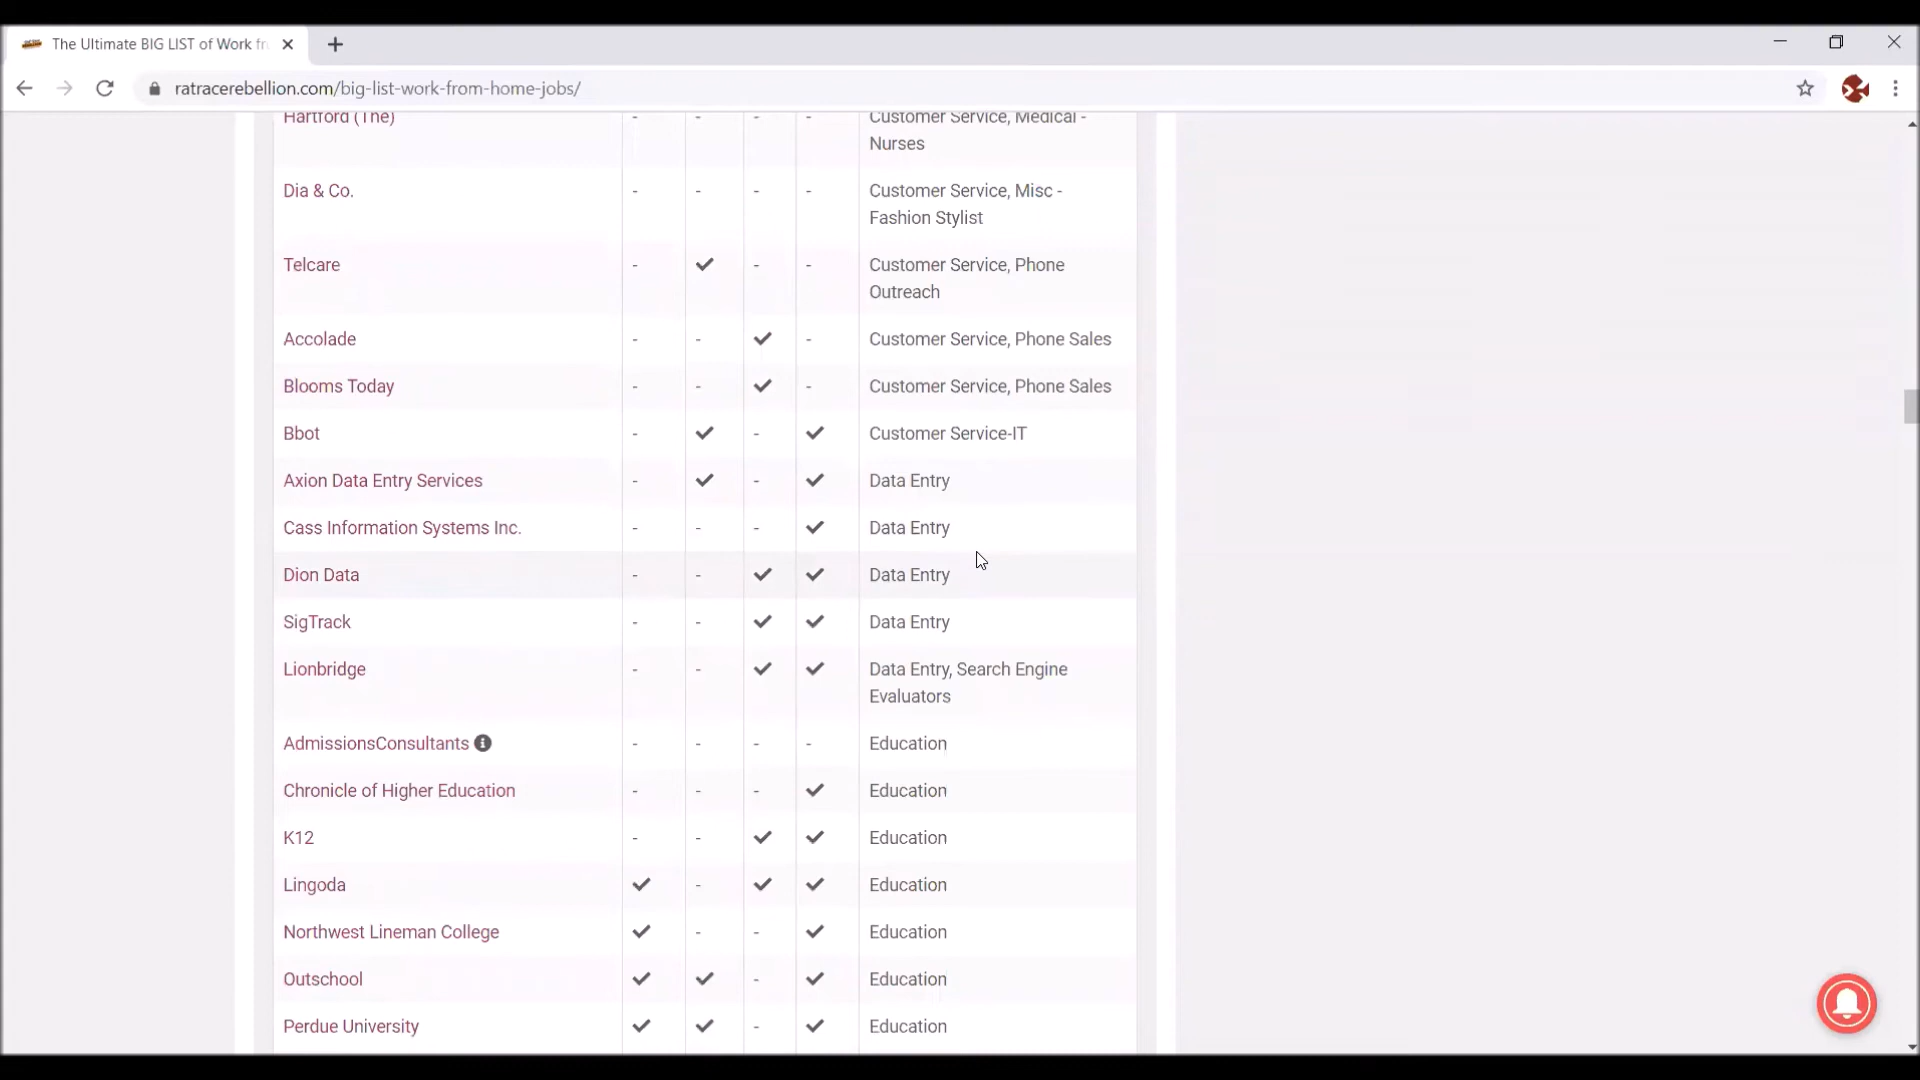 The Ultimate BIG LIST of Work fr
ratracerebellion.com/big-list-work-from-home-jobs/
Hartford (The) - - - - Customer Service, Medical -
Nurses
Dia & Co. - - - - Customer Service, Misc -
Fashion Stylist
Telcare - ✓ - - Customer Service, Phone
Outreach
Accolade - - ✓ - Customer Service, Phone Sales
Blooms Today - - ✓ - Customer Service, Phone Sales
Bbot - ✓ - ✓ Customer Service-IT
Axion Data Entry Services - ✓ - ✓ Data Entry
Cass Information Systems Inc. - - - ✓ Data Entry
Dion Data - - ✓ ✓ Data Entry
SigTrack - - ✓ ✓ Data Entry
Lionbridge - - ✓ ✓ Data Entry, Search Engine
Evaluators
AdmissionsConsultants - - - - Education
Chronicle of Higher Education - - - ✓ Education
K12 - - ✓ ✓ Education
Lingoda ✓ - ✓ ✓ Education
Northwest Lineman College ✓ - - ✓ Education
Outschool ✓ ✓ - ✓ Education
Perdue University ✓ ✓ - ✓ Education